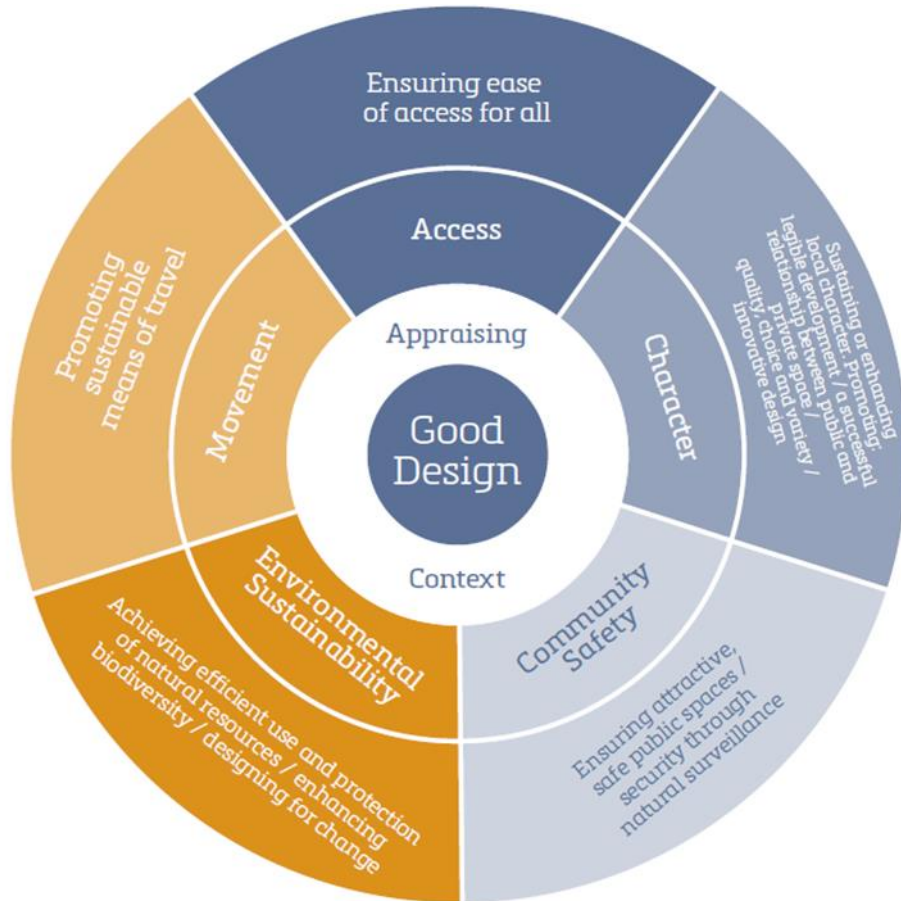 Ensuring ease
of access for all
Access
Sustaining or enhancing
local character. Promoting:
legible development / a successful
relationship between public and
private space /
quality, choice and variety /
innovative design
Character
Ensuring attractive,
safe public spaces /
security through
natural surveillance
Community
Safety
Achieving efficient use and protection
of natural resources / enhancing
biodiversity / designing for change
Environmental
Sustainability
Promoting
sustainable
means of travel
Movement
Appraising
Good
Design
Context